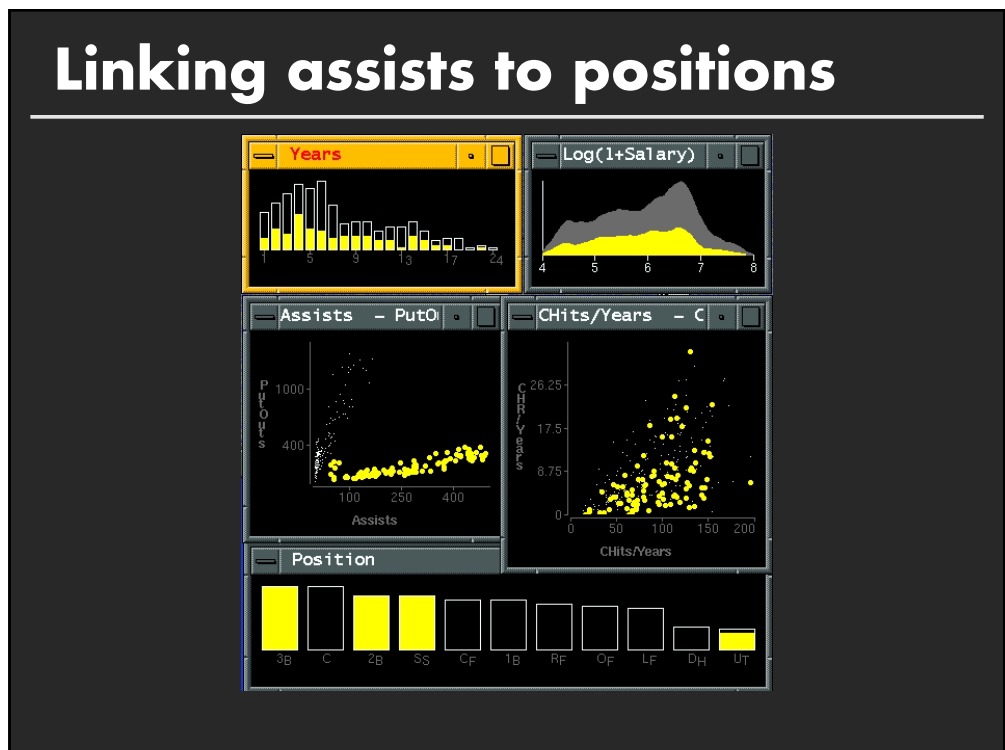 Linking assists to positions
Years
1 5 9 13 17 24
Log(1+Salary)
4 5 6 7 8
Assists - PutO
PutOuts
1000
400
100 250 400
Assists
CHits/Years - C
CHR/Years
26.25
17.5
8.75
0
0 50 100 150 200
CHits/Years
Position
3B C 2B SS CF 1B RF OF LF DH UT